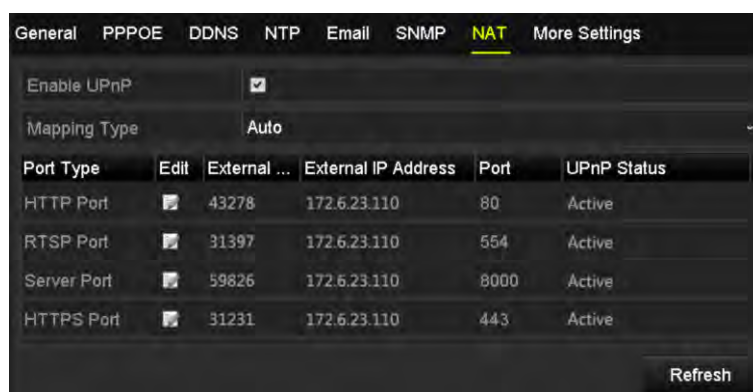 General PPPOE DDNS NTP Email SNMP NAT More Settings
Enable UPnP
Mapping Type Auto
Port Type Edit External ... External IP Address Port UPnP Status
HTTP Port 43278 172.6.23.110 80 Active
RTSP Port 31397 172.6.23.110 554 Active
Server Port 59826 172.6.23.110 8000 Active
HTTPS Port 31231 172.6.23.110 443 Active
Refresh